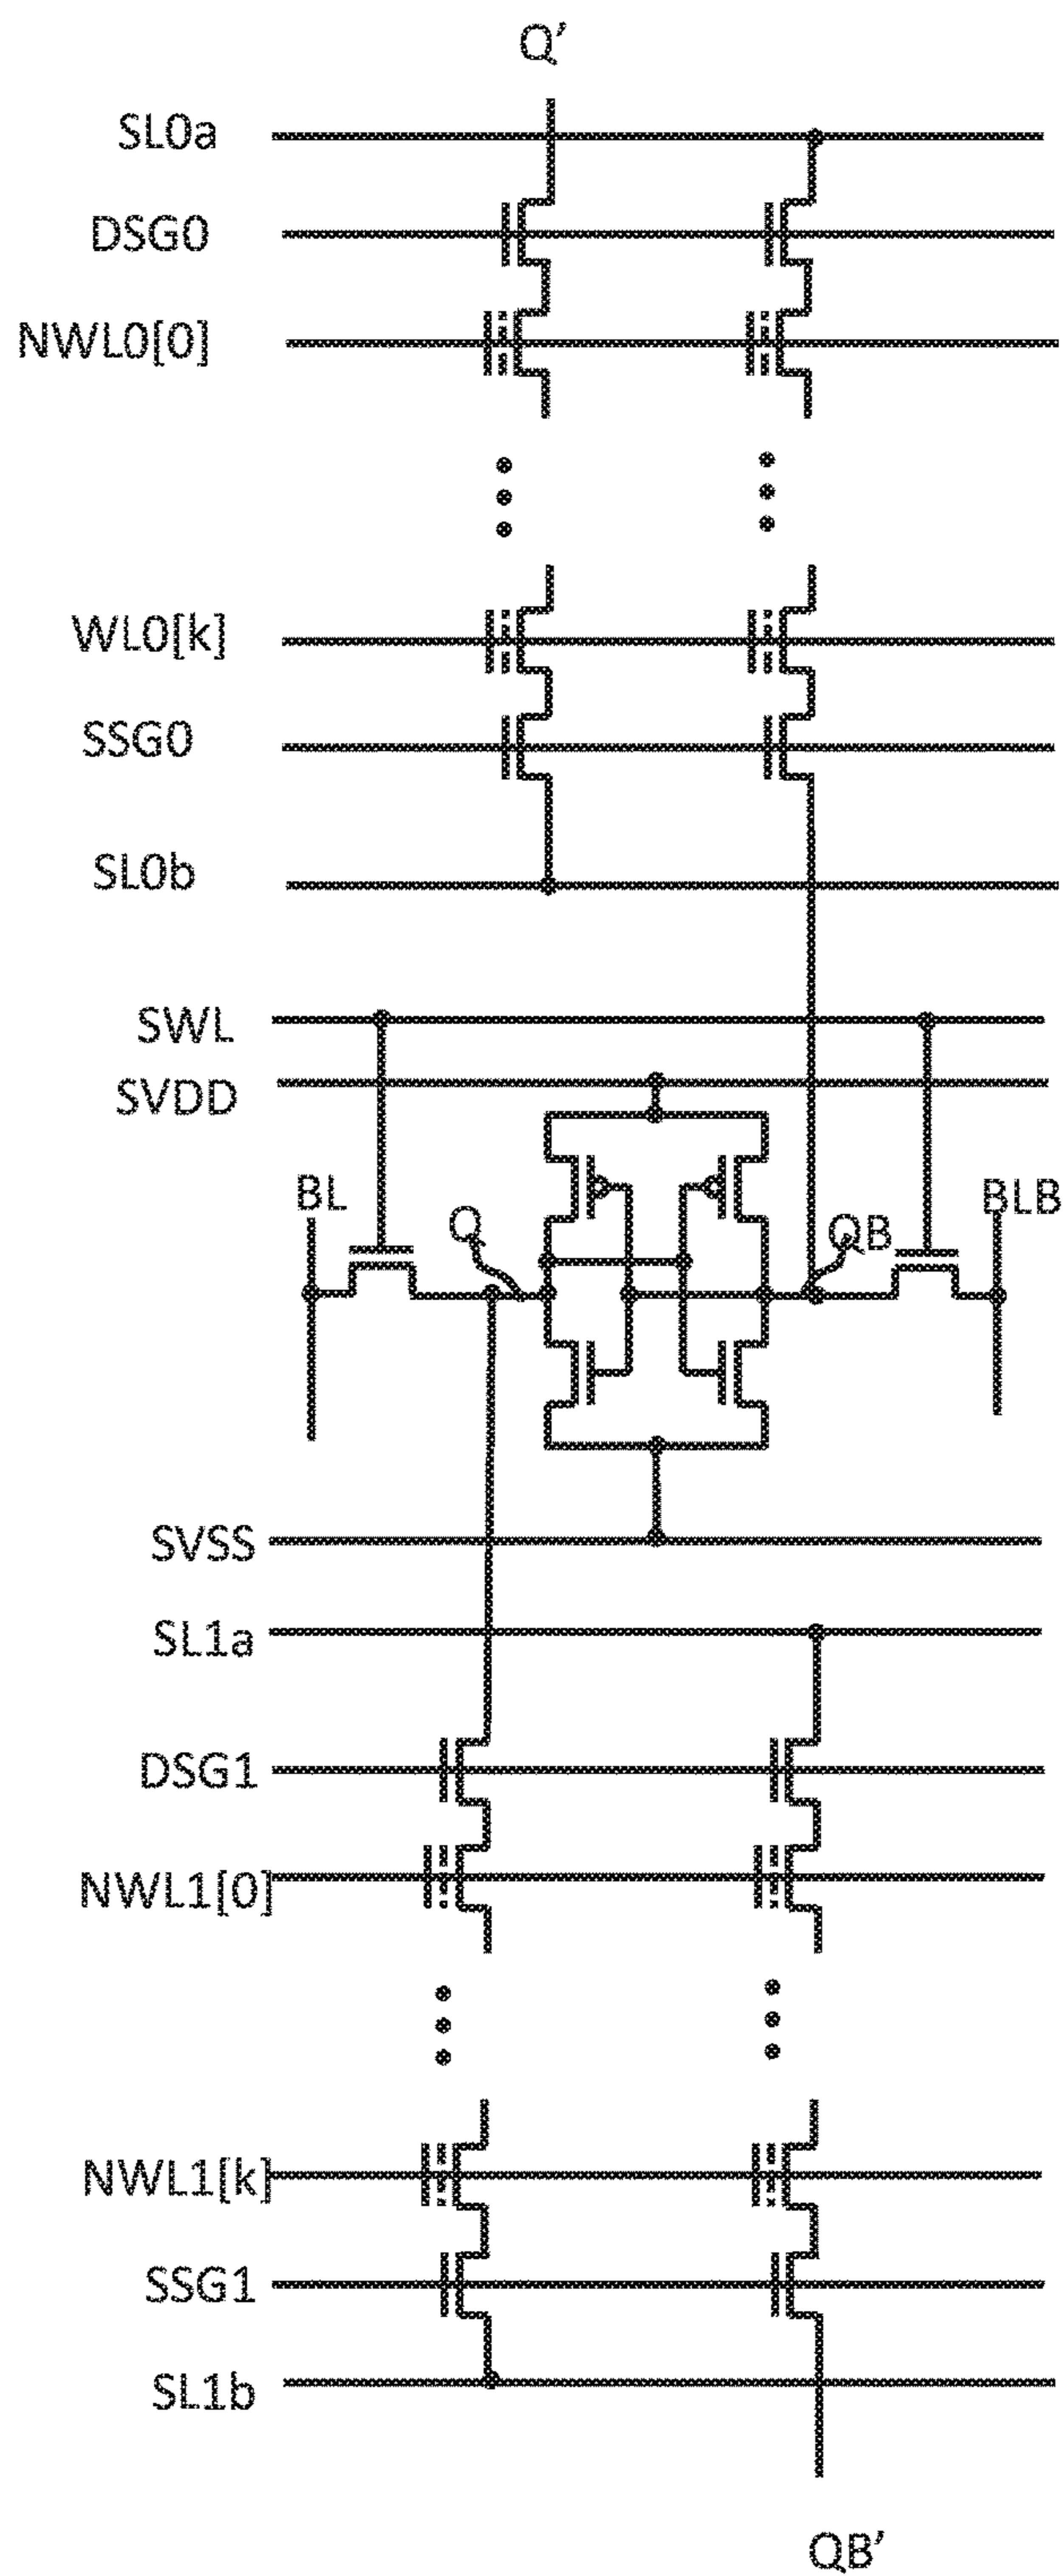 Q'
SL0a
DSG0
NWL0[0]
WL0[k]
SSG0
SL0b
SWL
SVDD
BL
Q
QB
BLB
SVSS
SL1a
DSG1
NWL1[0]
NWL1[k]
SSG1
SL1b
QB'